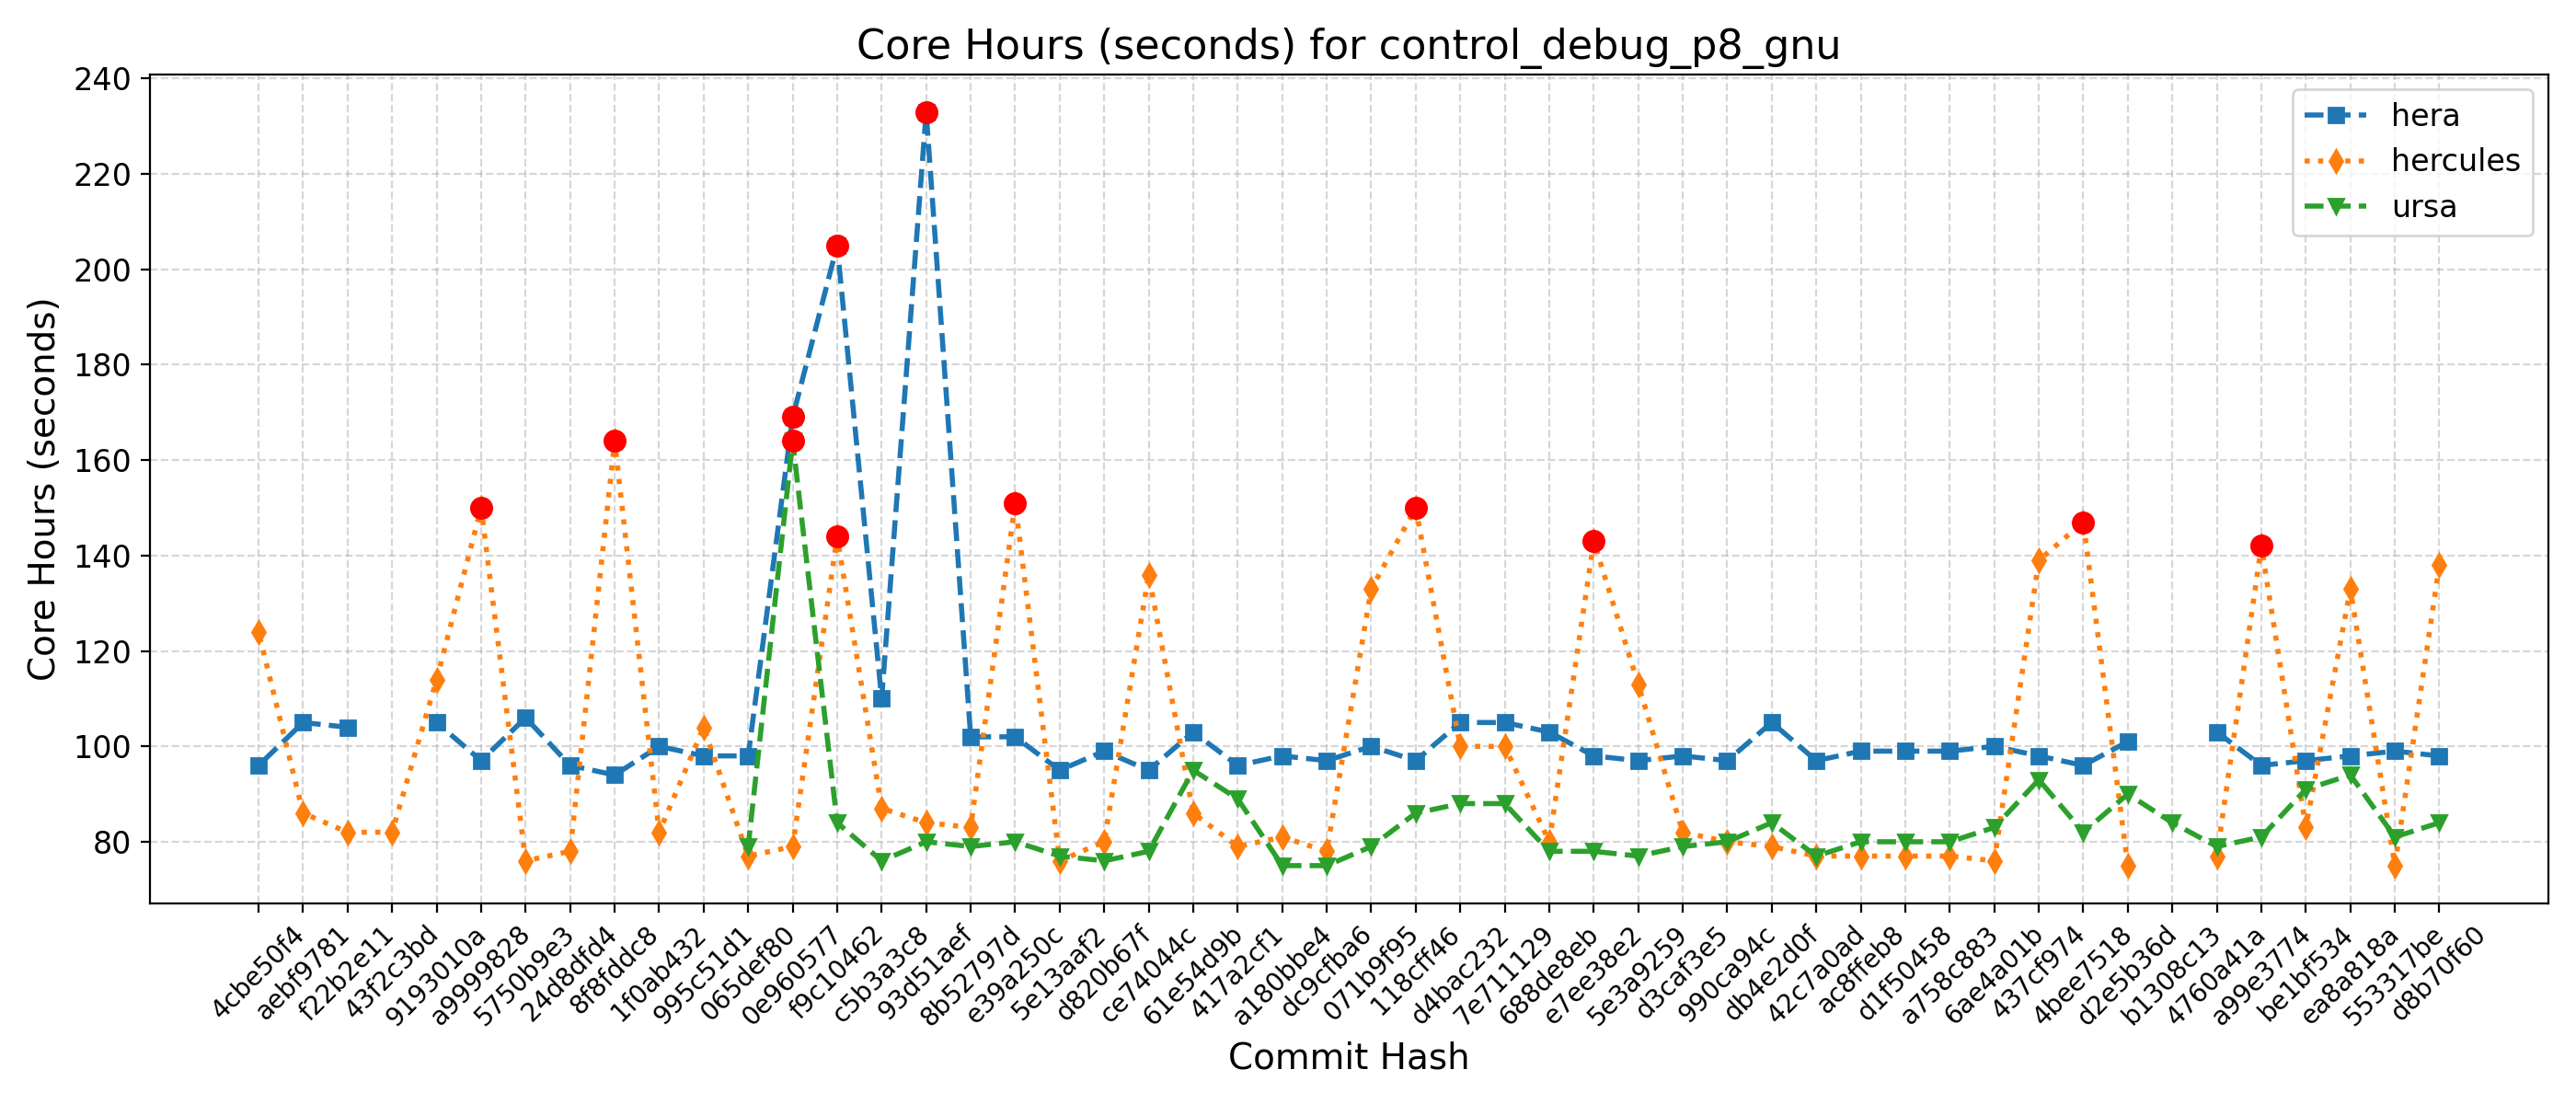 Core Hours (seconds) for control_debug_p8_gnu
Core Hours (seconds)
240
220
200
180
160
140
120
100
80
hera
hercules
ursa
4cbe50f4
aebf9781
f22b2e11
43f2c3bd
9193010a
a9999828
5750b9e3
24d8dfd4
8f8fddc8
1f0ab432
995c51d1
065def80
0e960577
f9c10462
c5b3a3c8
93d51aef
8b52797d
e39a250c
5e13aaf2
d820b67f
ce74044c
61e54d9b
417a2cf1
a180bbe4
dc9cfba6
071b9f95
118cff46
d4bac232
7e711129
688de8eb
e7ee38e2
5e3a9259
d3caf3e5
990ca94c
db4e2d0f
42c7a0ad
ac8ffeb8
d1f50458
a758c883
6ae4a01b
437cf974
4bee7518
d2e5b36d
b1308c13
4760a41a
a99e3774
be1bf534
ea8a818a
553317be
d8b70f60
Commit Hash